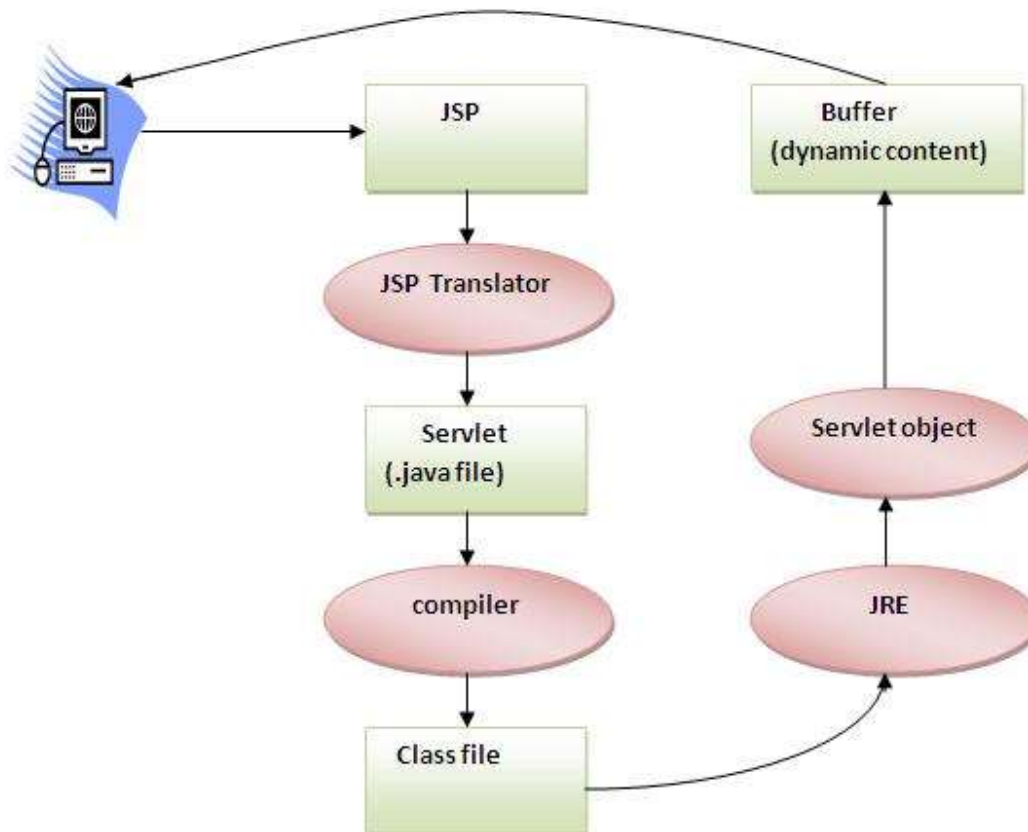 JSP
JSP Translator
Servlet
(.java file)
compiler
Class file
JRE
Servlet object
Buffer
(dynamic content)